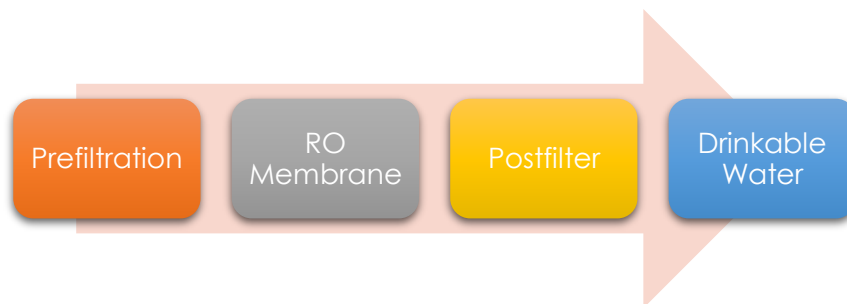 Prefiltration
RO
Membrane
Postfilter
Drinkable
Water